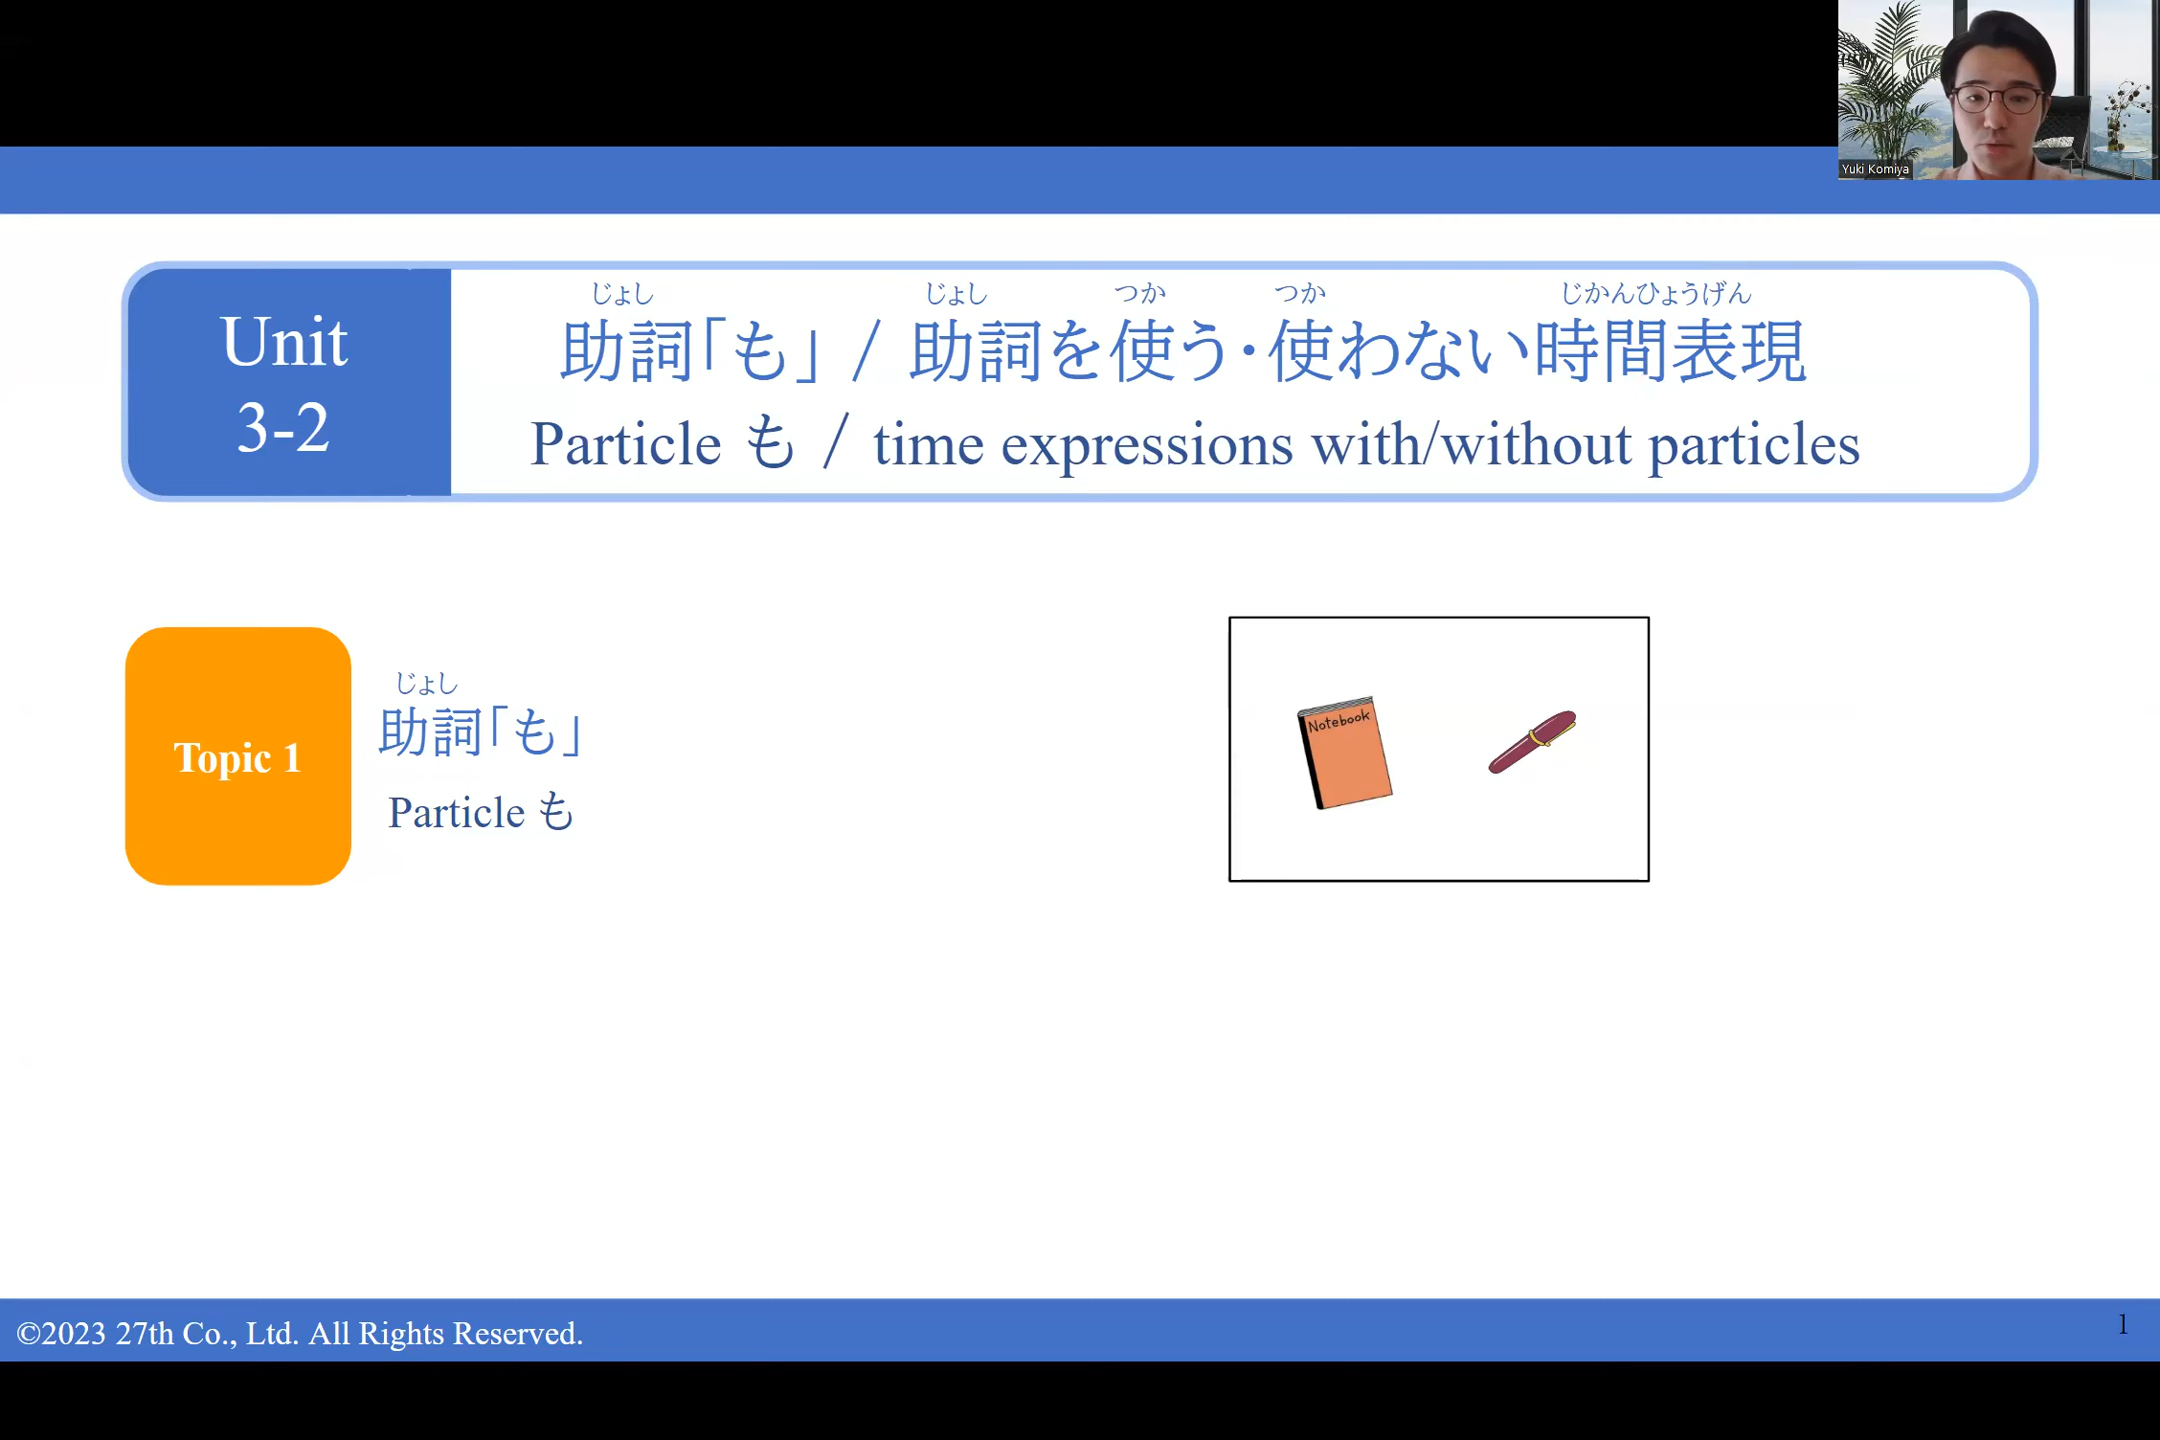 Yuki Komiya
Unit
3-2
じょし じょし つか つか じかんひょうげん
助詞「も」 / 助詞を使う・使わない時間表現
Particle も / time expressions with/without particles
Topic 1
じょし
助詞「も」
Particle も
Notebook
©2023 27th Co., Ltd. All Rights Reserved.
1